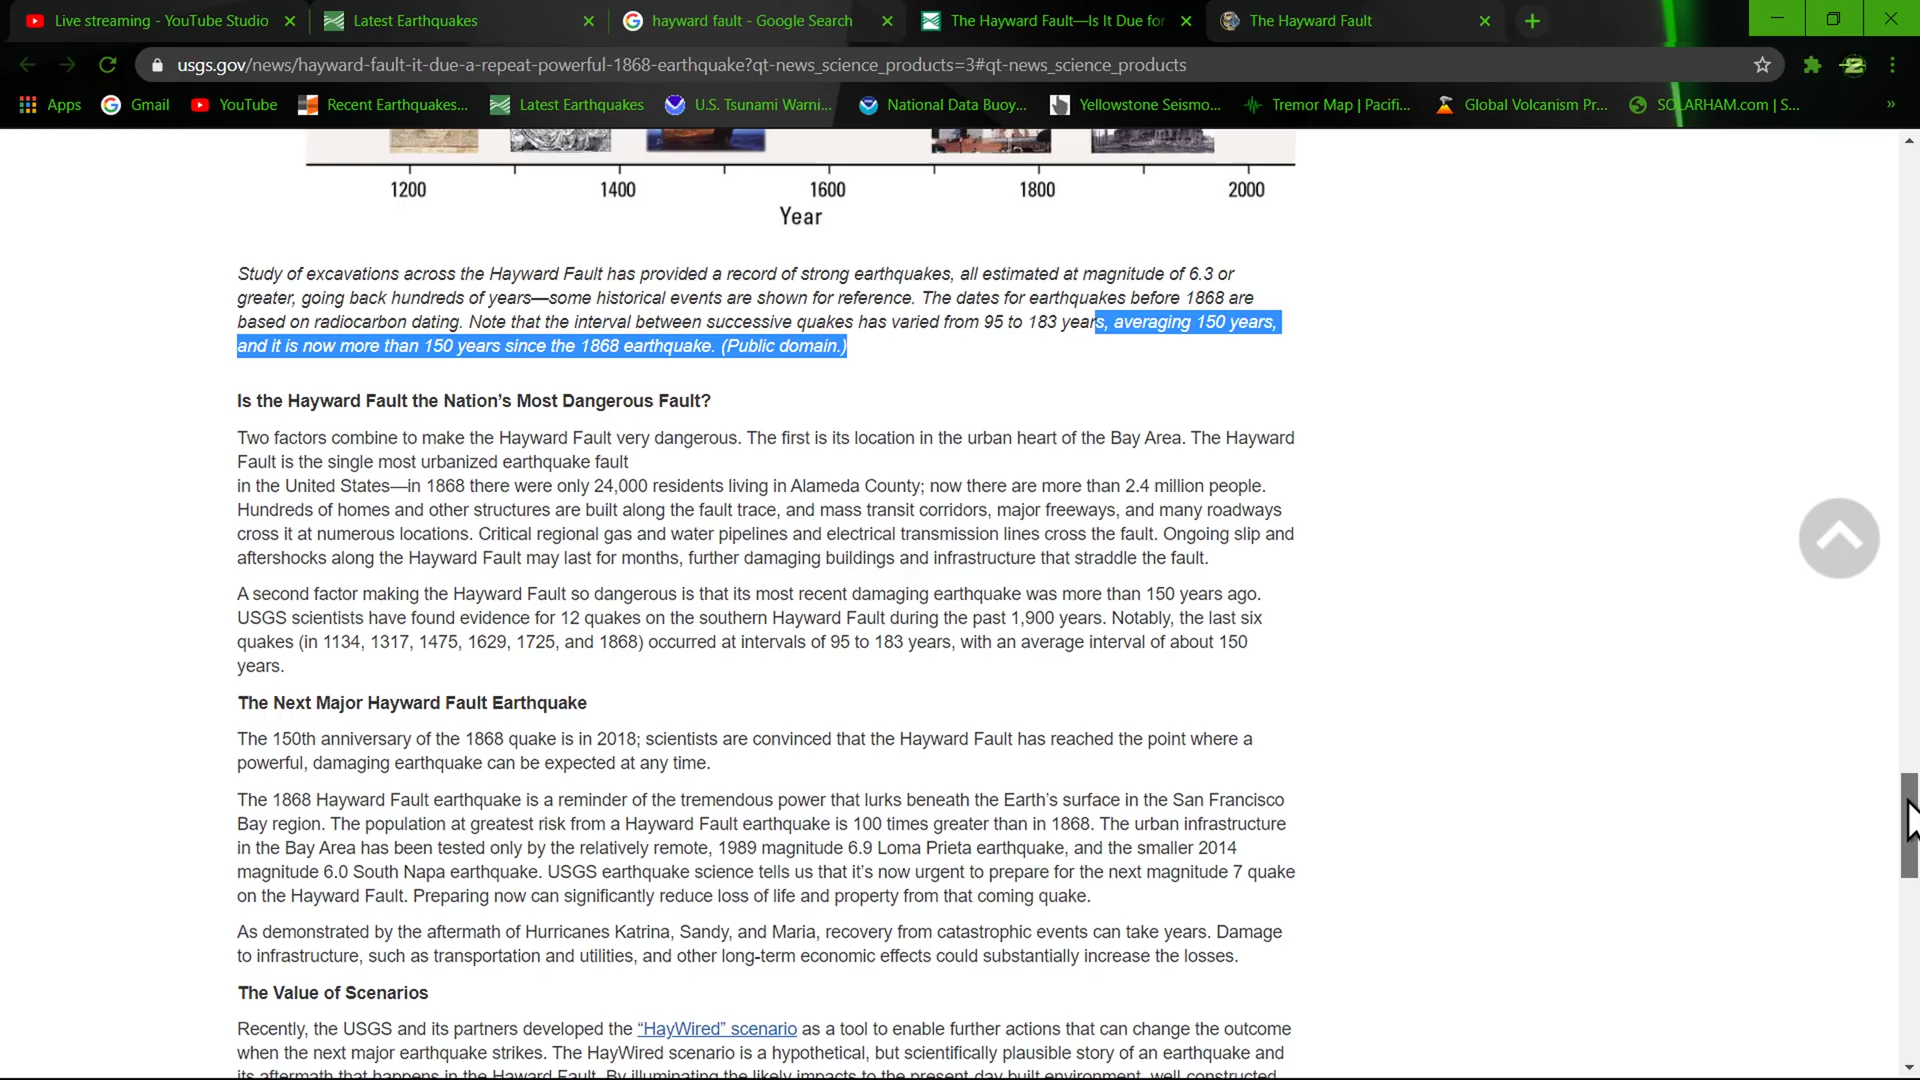 Live streaming - YouTube Studio
Latest Earthquakes
hayward fault - Google Search
The Hayward Fault—Is It Due for
The Hayward Fault
usgs.gov/news/hayward-fault-it-due-a-repeat-powerful-1868-earthquake?qt-news_science_products=3#qt-news_science_products
Apps
Gmail
YouTube
Recent Earthquakes...
Latest Earthquakes
U.S. Tsunami Warni...
National Data Buoy...
Yellowstone Seismo...
Tremor Map | Pacifi...
Global Volcanism Pr...
SOLARHAM.com | S...
»
1200 1400 1600 1800 2000
Year
Study of excavations across the Hayward Fault has provided a record of strong earthquakes, all estimated at magnitude of 6.3 or
greater, going back hundreds of years—some historical events are shown for reference. The dates for earthquakes before 1868 are
based on radiocarbon dating. Note that the interval between successive quakes has varied from 95 to 183 years, averaging 150 years,
and it is now more than 150 years since the 1868 earthquake. (Public domain.)
Is the Hayward Fault the Nation's Most Dangerous Fault?
Two factors combine to make the Hayward Fault very dangerous. The first is its location in the urban heart of the Bay Area. The Hayward
Fault is the single most urbanized earthquake fault
in the United States—in 1868 there were only 24,000 residents living in Alameda County; now there are more than 2.4 million people.
Hundreds of homes and other structures are built along the fault trace, and mass transit corridors, major freeways, and many roadways
cross it at numerous locations. Critical regional gas and water pipelines and electrical transmission lines cross the fault. Ongoing slip and
aftershocks along the Hayward Fault may last for months, further damaging buildings and infrastructure that straddle the fault.
A second factor making the Hayward Fault so dangerous is that its most recent damaging earthquake was more than 150 years ago.
USGS scientists have found evidence for 12 quakes on the southern Hayward Fault during the past 1,900 years. Notably, the last six
quakes (in 1134, 1317, 1475, 1629, 1725, and 1868) occurred at intervals of 95 to 183 years, with an average interval of about 150
years.
The Next Major Hayward Fault Earthquake
The 150th anniversary of the 1868 quake is in 2018; scientists are convinced that the Hayward Fault has reached the point where a
powerful, damaging earthquake can be expected at any time.
The 1868 Hayward Fault earthquake is a reminder of the tremendous power that lurks beneath the Earth's surface in the San Francisco
Bay region. The population at greatest risk from a Hayward Fault earthquake is 100 times greater than in 1868. The urban infrastructure
in the Bay Area has been tested only by the relatively remote, 1989 magnitude 6.9 Loma Prieta earthquake, and the smaller 2014
magnitude 6.0 South Napa earthquake. USGS earthquake science tells us that it's now urgent to prepare for the next magnitude 7 quake
on the Hayward Fault. Preparing now can significantly reduce loss of life and property from that coming quake.
As demonstrated by the aftermath of Hurricanes Katrina, Sandy, and Maria, recovery from catastrophic events can take years. Damage
to infrastructure, such as transportation and utilities, and other long-term economic effects could substantially increase the losses.
The Value of Scenarios
Recently, the USGS and its partners developed the “HayWired” scenario as a tool to enable further actions that can change the outcome
when the next major earthquake strikes. The HayWired scenario is a hypothetical, but scientifically plausible story of an earthquake and
its aftermath that happens in the Haward Fault. By illuminating the likely impacts to the present-day built environment, well-constructed